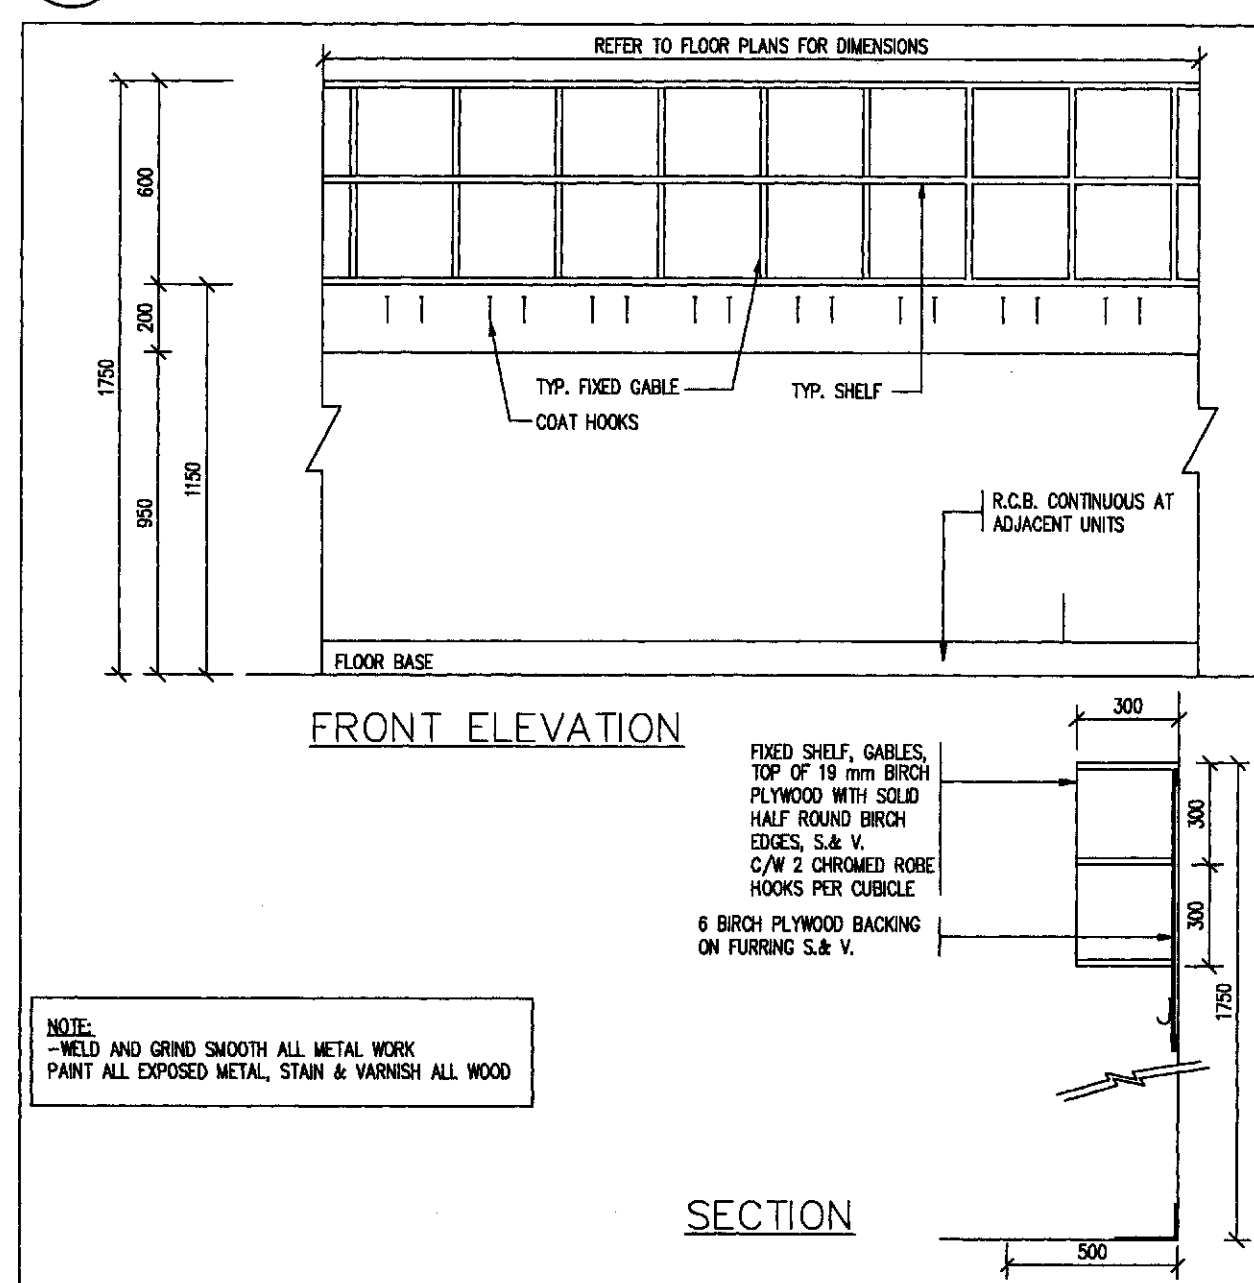 REFER TO FLOOR PLANS FOR DIMENSIONS
600
200
1750
950
1150
TYP. FIXED GABLE
TYP. SHELF
COAT HOOKS
R.C.B. CONTINUOUS AT
ADJACENT UNITS
FLOOR BASE
FRONT ELEVATION
300
FIXED SHELF, GABLES,
TOP OF 19 mm BIRCH
PLYWOOD WITH SOLID
HALF ROUND BIRCH
EDGES, S.& V.
C/W 2 CHROMED ROBE
HOOKS PER CUBICLE
300
300
1750
6 BIRCH PLYWOOD BACKING
ON FURRING S.& V.
NOTE:
-WELD AND GRIND SMOOTH ALL METAL WORK
PAINT ALL EXPOSED METAL, STAIN & VARNISH ALL WOOD
SECTION
500